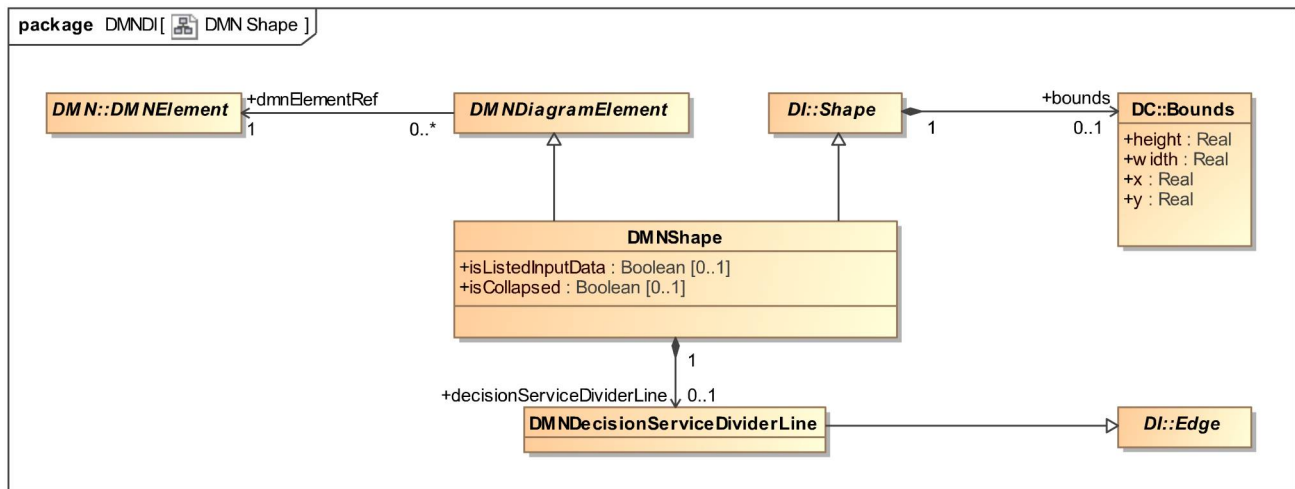 package DMNDI[ DMN Shape ]
DMN::DMNElement
+dmnElementRef
1
0..*
DMNDiagramElement
DI::Shape
1
+bounds
0..1
DC::Bounds
+height : Real
+width : Real
+x : Real
+y : Real
DMNShape
+isListedInputData : Boolean [0..1]
+isCollapsed : Boolean [0..1]
1
+decisionServiceDividerLine
0..1
DMNDecisionServiceDividerLine
DI::Edge